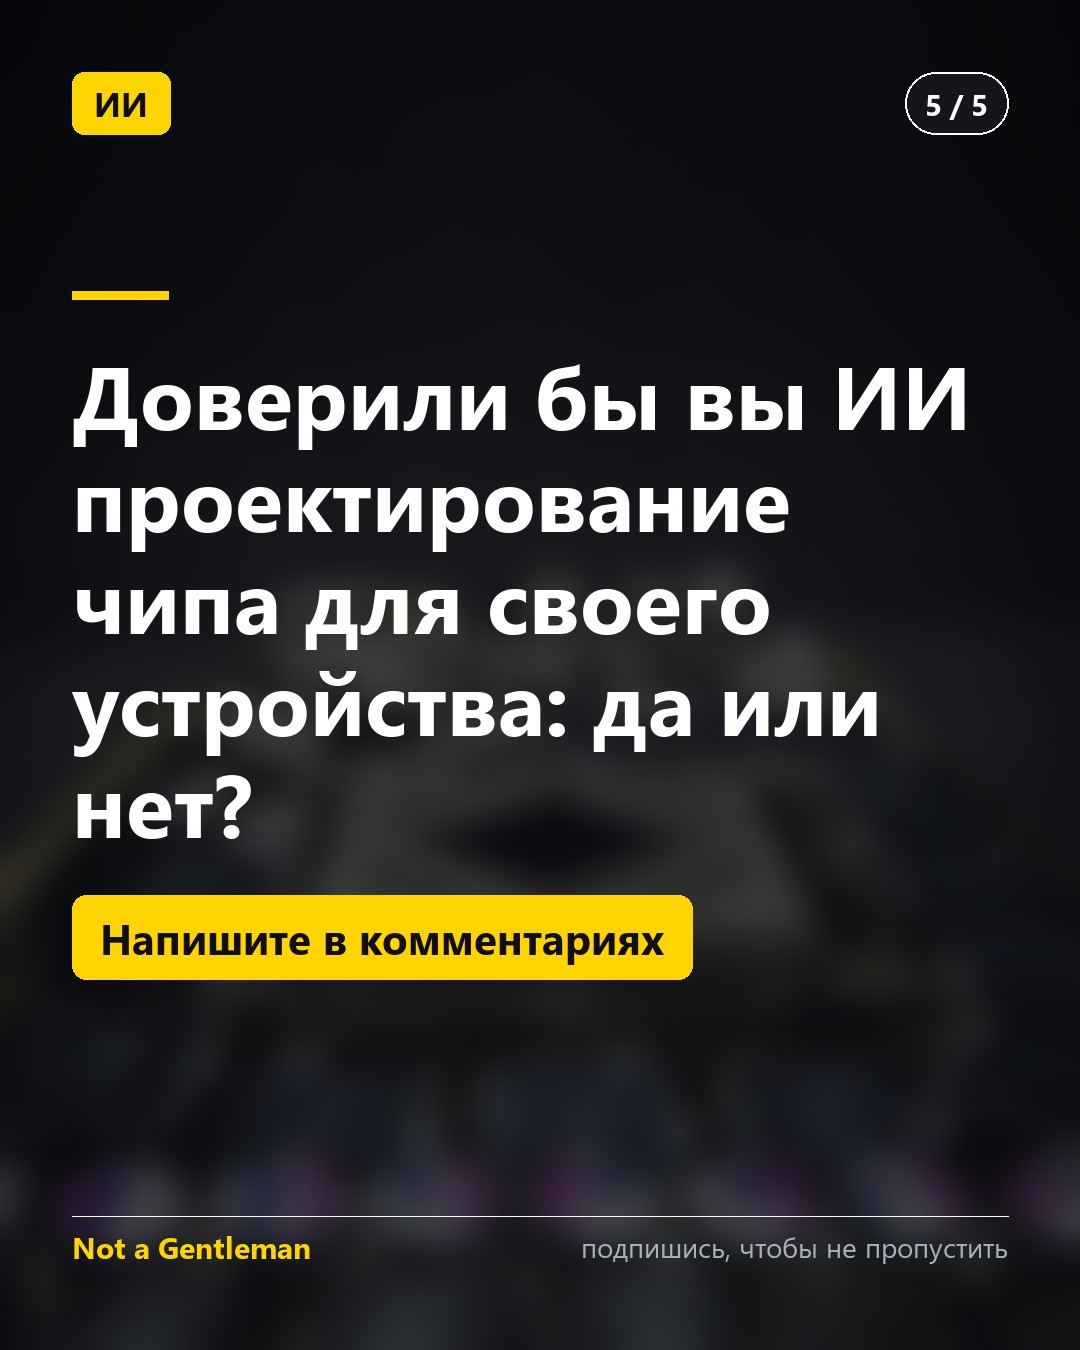 ИИ
5 / 5
Доверили бы вы ИИ
проектирование
чипа для своего
устройства: да или
нет?
Напишите в комментариях
Not a Gentleman
подпишись, чтобы не пропустить